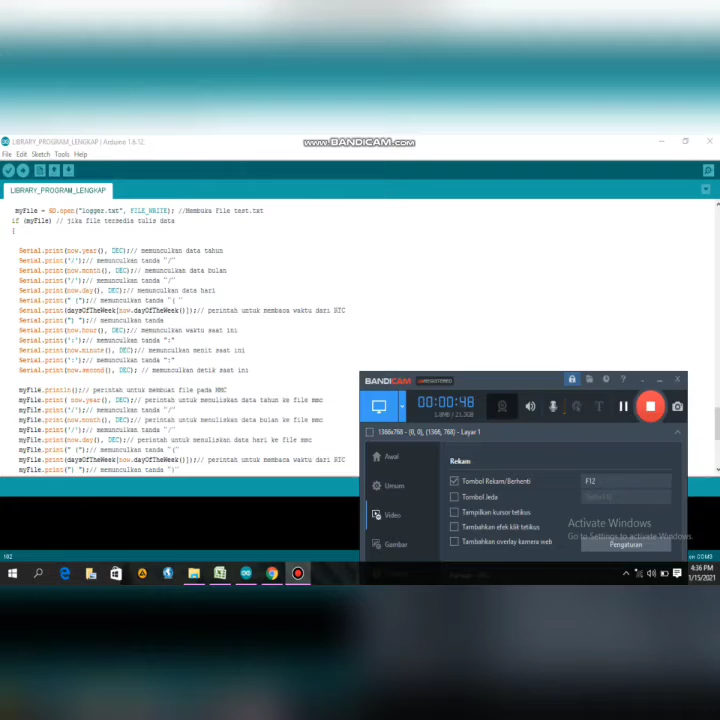 LIBRARY_PROGRAM_LENGKAP | Arduino 1.6.12
www.BANDICAM.com
File Edit Sketch Tools Help
LIBRARY_PROGRAM_LENGKAP
myFile = SD.open("logger.txt", FILE_WRITE); //Membuka File test.txt
if (myFile) // jika file tersedia tulis data
{
Serial.print(now.year(), DEC);// memunculkan data tahun
Serial.print('/');// memunculkan tanda "/"
Serial.print(now.month(), DEC);// memunculkan data bulan
Serial.print('/');// memunculkan tanda "/"
Serial.print(now.day(), DEC);// memunculkan data hari
Serial.print(" (");// memunculkan tanda "( "
Serial.print(daysOfTheWeek[now.dayOfTheWeek()]);// perintah untuk membaca waktu dari RTC
Serial.print(") ");// memunculkan tanda
Serial.print(now.hour(), DEC);// memunculkan waktu saat ini
Serial.print(':');// memunculkan tanda ":"
Serial.print(now.minute(), DEC);// memunculkan menit saat ini
Serial.print(':');// memunculkan tanda ":"
Serial.print(now.second(), DEC); // memunculkan detik saat ini
myFile.println();// perintah untuk membuat file pada MMC
myFile.print( now.year(), DEC);// perintah untuk menuliskan data tahun ke file mmc
myFile.print('/');// memunculkan tanda "/"
myFile.print(now.month(), DEC);// perintah untuk menuliskan data bulan ke file mmc
myFile.print('/');// memunculkan tanda "/"
myFile.print(now.day(), DEC);// perintah untuk menuliskan data hari ke file mmc
myFile.print(" (");// memunculkan tanda "("
myFile.print(daysOfTheWeek[now.dayOfTheWeek()]);// perintah untuk membaca waktu dari RTC
myFile.print(") ");// memunculkan tanda ")"
BANDICAM UNREGISTERED
00:00:48
1366x768 - (0, 0), (1366, 768) - Layar 1
Awal
Umum
Video
Gambar
Rekam
Tombol Rekam/Berhenti F12
Tombol Jeda
Tampilkan kursor tetikus
Tambahkan efek klik tetikus
Tambahkan overlay kamera web
Pengaturan
Activate Windows
Go to Settings to activate Windows.
192
on COM3
4:36 PM
1/15/2021